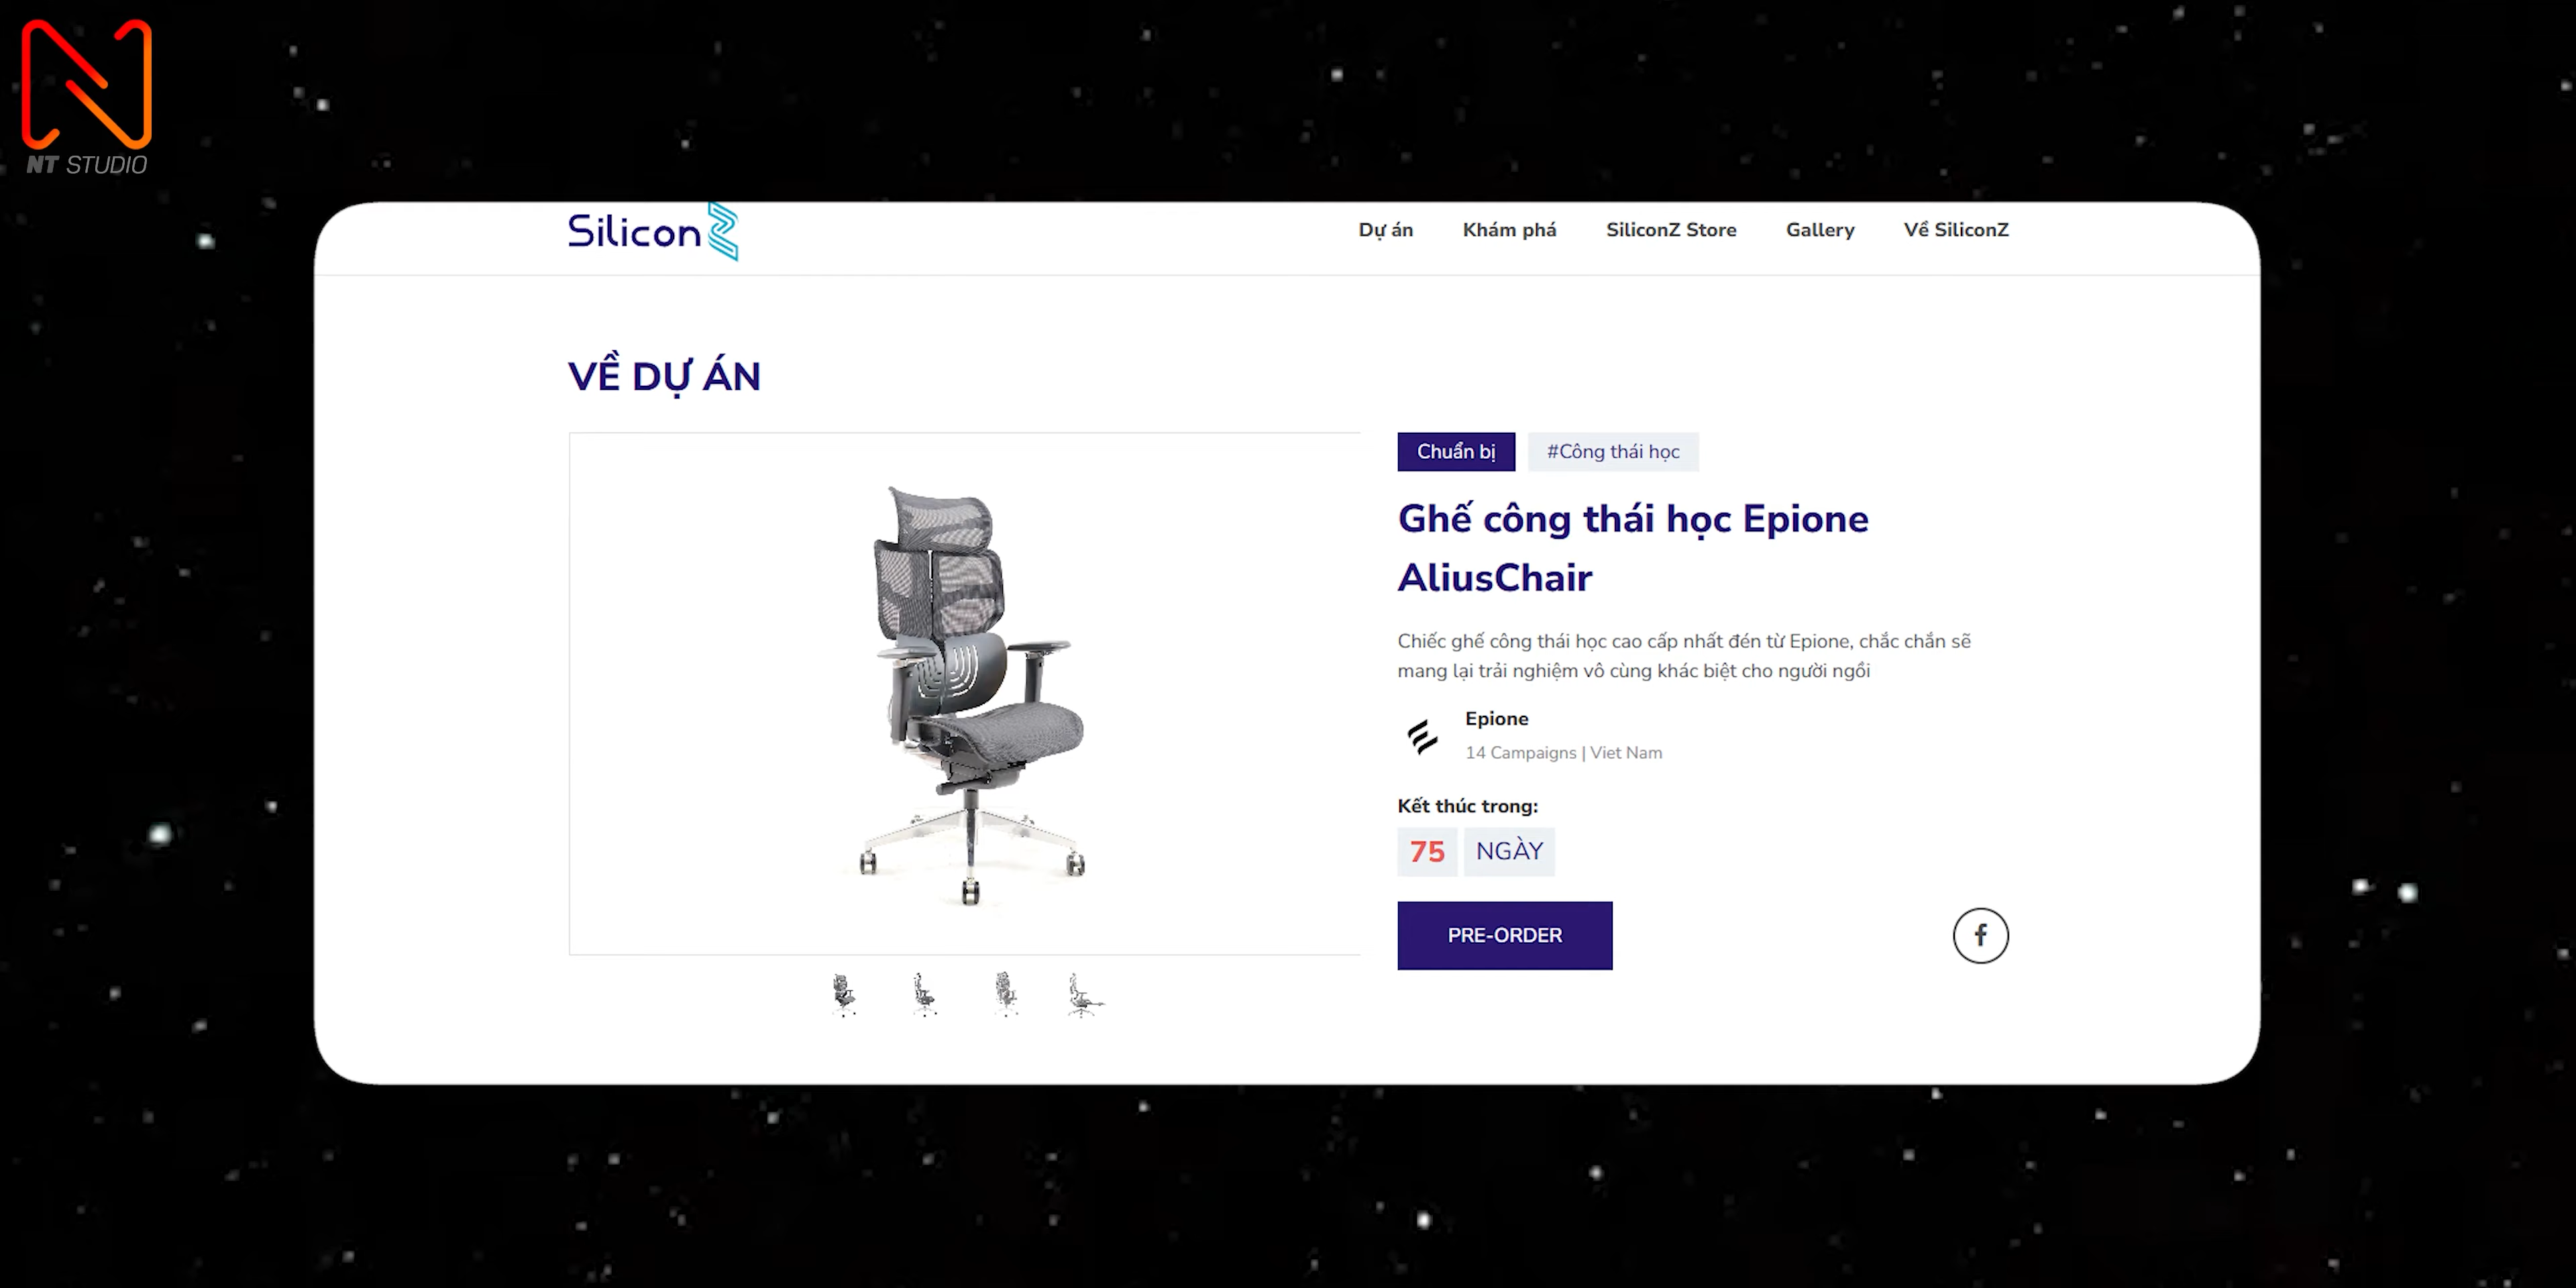 NT STUDIO
Silicon
Dự án Khám phá SiliconZ Store Gallery Về SiliconZ
VỀ DỰ ÁN
Chuẩn bị #Công thái học
Ghế công thái học Epione
AliusChair
Chiếc ghế công thái học cao cấp nhất đén từ Epione, chắc chắn sẽ
mang lại trải nghiệm vô cùng khác biệt cho người ngồi
Epione
14 Campaigns | Viet Nam
Kết thúc trong:
75 NGÀY
PRE-ORDER